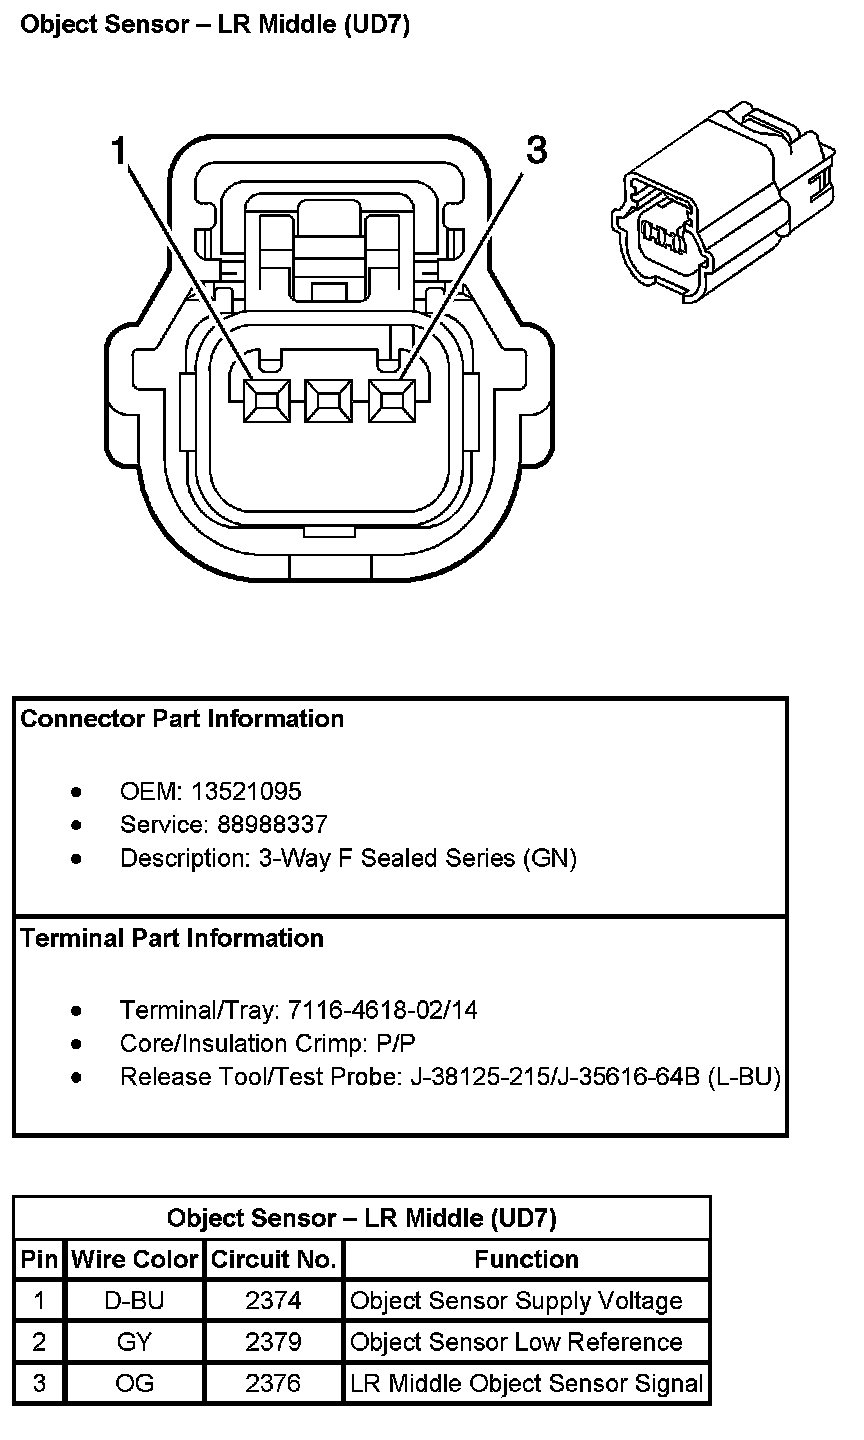 Object Sensor – LR Middle (UD7)
1
3
Connector Part Information
• OEM: 13521095
• Service: 88988337
• Description: 3-Way F Sealed Series (GN)
Terminal Part Information
• Terminal/Tray: 7116-4618-02/14
• Core/Insulation Crimp: P/P
• Release Tool/Test Probe: J-38125-215/J-35616-64B (L-BU)
Object Sensor – LR Middle (UD7)
Pin Wire Color Circuit No. Function
1 D-BU 2374 Object Sensor Supply Voltage
2 GY 2379 Object Sensor Low Reference
3 OG 2376 LR Middle Object Sensor Signal